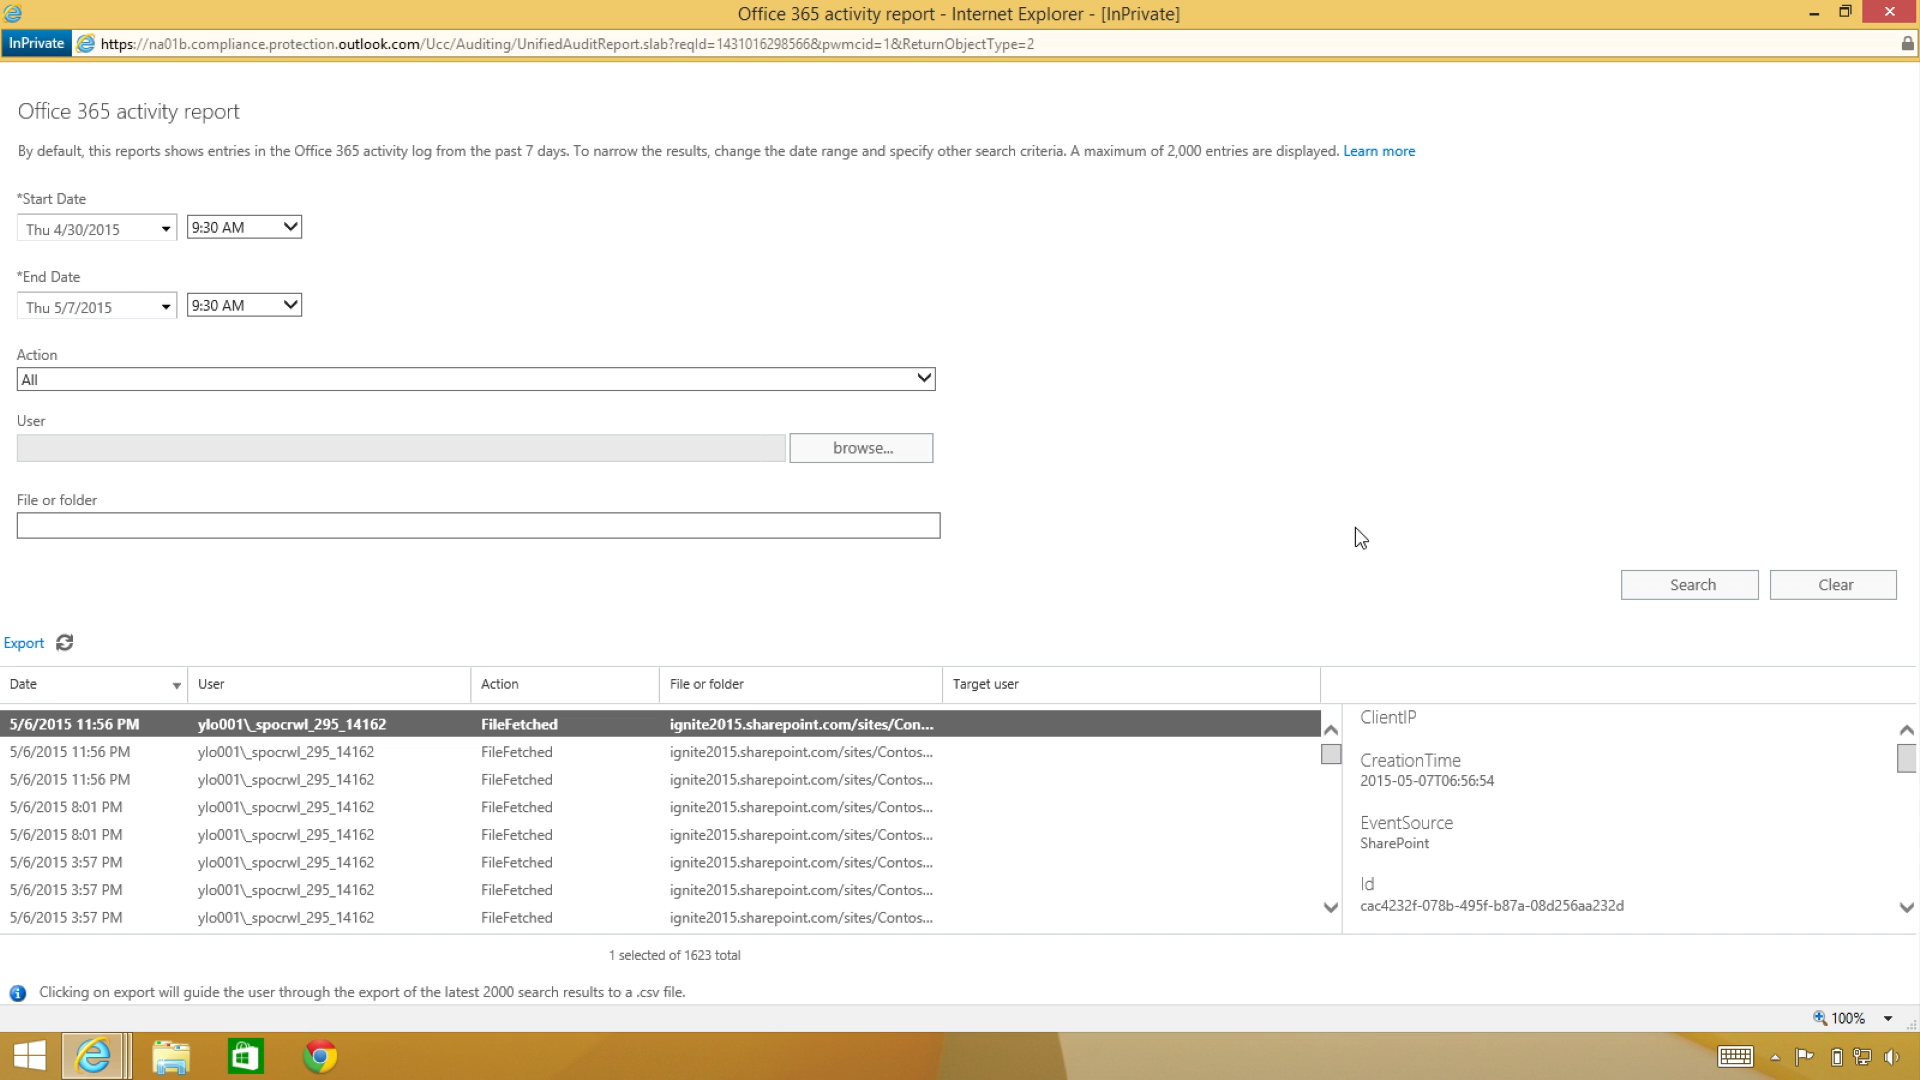 Office 365 activity report - Internet Explorer - [InPrivate]
InPrivate https://na01b.compliance.protection.outlook.com/Ucc/Auditing/UnifiedAuditReport.slab?reqId=1431016298566&pwmcid=1&ReturnObjectType=2
Office 365 activity report
By default, this reports shows entries in the Office 365 activity log from the past 7 days. To narrow the results, change the date range and specify other search criteria. A maximum of 2,000 entries are displayed. Learn more
*Start Date
Thu 4/30/2015 9:30 AM
*End Date
Thu 5/7/2015 9:30 AM
Action
All
User
browse...
File or folder
Search Clear
Export
Date User Action File or folder Target user
5/6/2015 11:56 PM ylo001\_spocrwl_295_14162 FileFetched ignite2015.sharepoint.com/sites/Con...
5/6/2015 11:56 PM ylo001\_spocrwl_295_14162 FileFetched ignite2015.sharepoint.com/sites/Contos...
5/6/2015 11:56 PM ylo001\_spocrwl_295_14162 FileFetched ignite2015.sharepoint.com/sites/Contos...
5/6/2015 8:01 PM ylo001\_spocrwl_295_14162 FileFetched ignite2015.sharepoint.com/sites/Contos...
5/6/2015 8:01 PM ylo001\_spocrwl_295_14162 FileFetched ignite2015.sharepoint.com/sites/Contos...
5/6/2015 3:57 PM ylo001\_spocrwl_295_14162 FileFetched ignite2015.sharepoint.com/sites/Contos...
5/6/2015 3:57 PM ylo001\_spocrwl_295_14162 FileFetched ignite2015.sharepoint.com/sites/Contos...
5/6/2015 3:57 PM ylo001\_spocrwl_295_14162 FileFetched ignite2015.sharepoint.com/sites/Contos...
ClientIP
CreationTime
2015-05-07T06:56:54
EventSource
SharePoint
Id
cac4232f-078b-495f-b87a-08d256aa232d
1 selected of 1623 total
Clicking on export will guide the user through the export of the latest 2000 search results to a .csv file.
100%